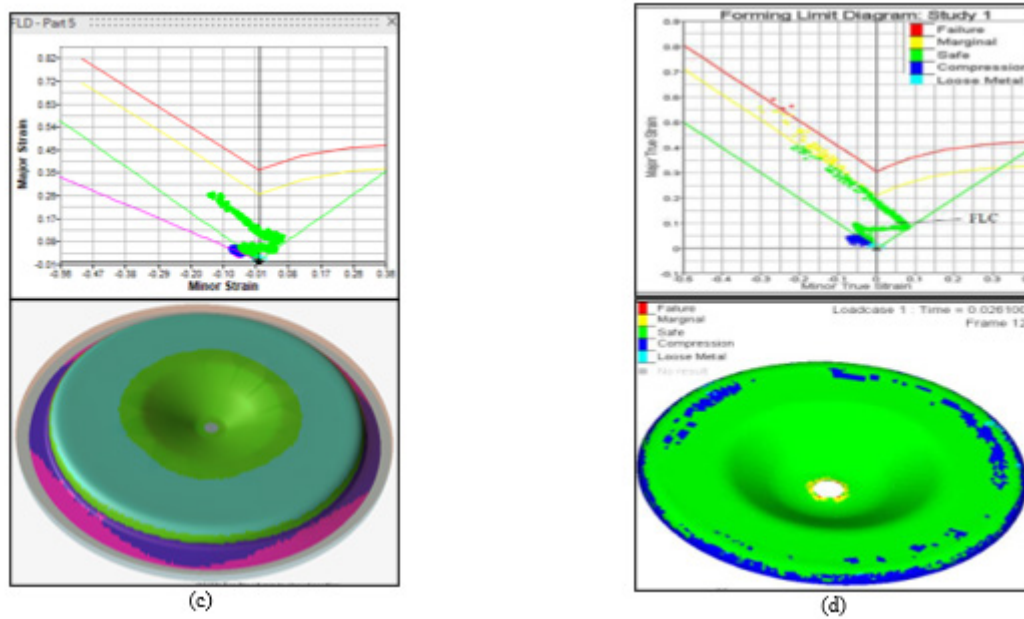 FLD - Part 5
Major Strain
0.82
0.72
0.63
0.54
0.45
0.35
0.26
0.17
0.08
-0.01
-0.56 -0.47 -0.38 -0.28 -0.20 -0.10 -0.01 0.08 0.17 0.26 0.36
Minor Strain
(c)
Forming Limit Diagram: Study 1
Failure
Marginal
Safe
Compression
Loose Metal
Major True Strain
0.9
0.8
0.7
0.6
0.5
0.4
0.3
0.2
0.1
0
-0.1
FLC
-0.5 -0.4 -0.3 -0.2 -0.1 0 0.1 0.2 0.3
Minor True Strain
Failure
Marginal
Safe
Compression
Loose Metal
No result
Loadcase 1 : Time = 0.026100
Frame 12
(d)